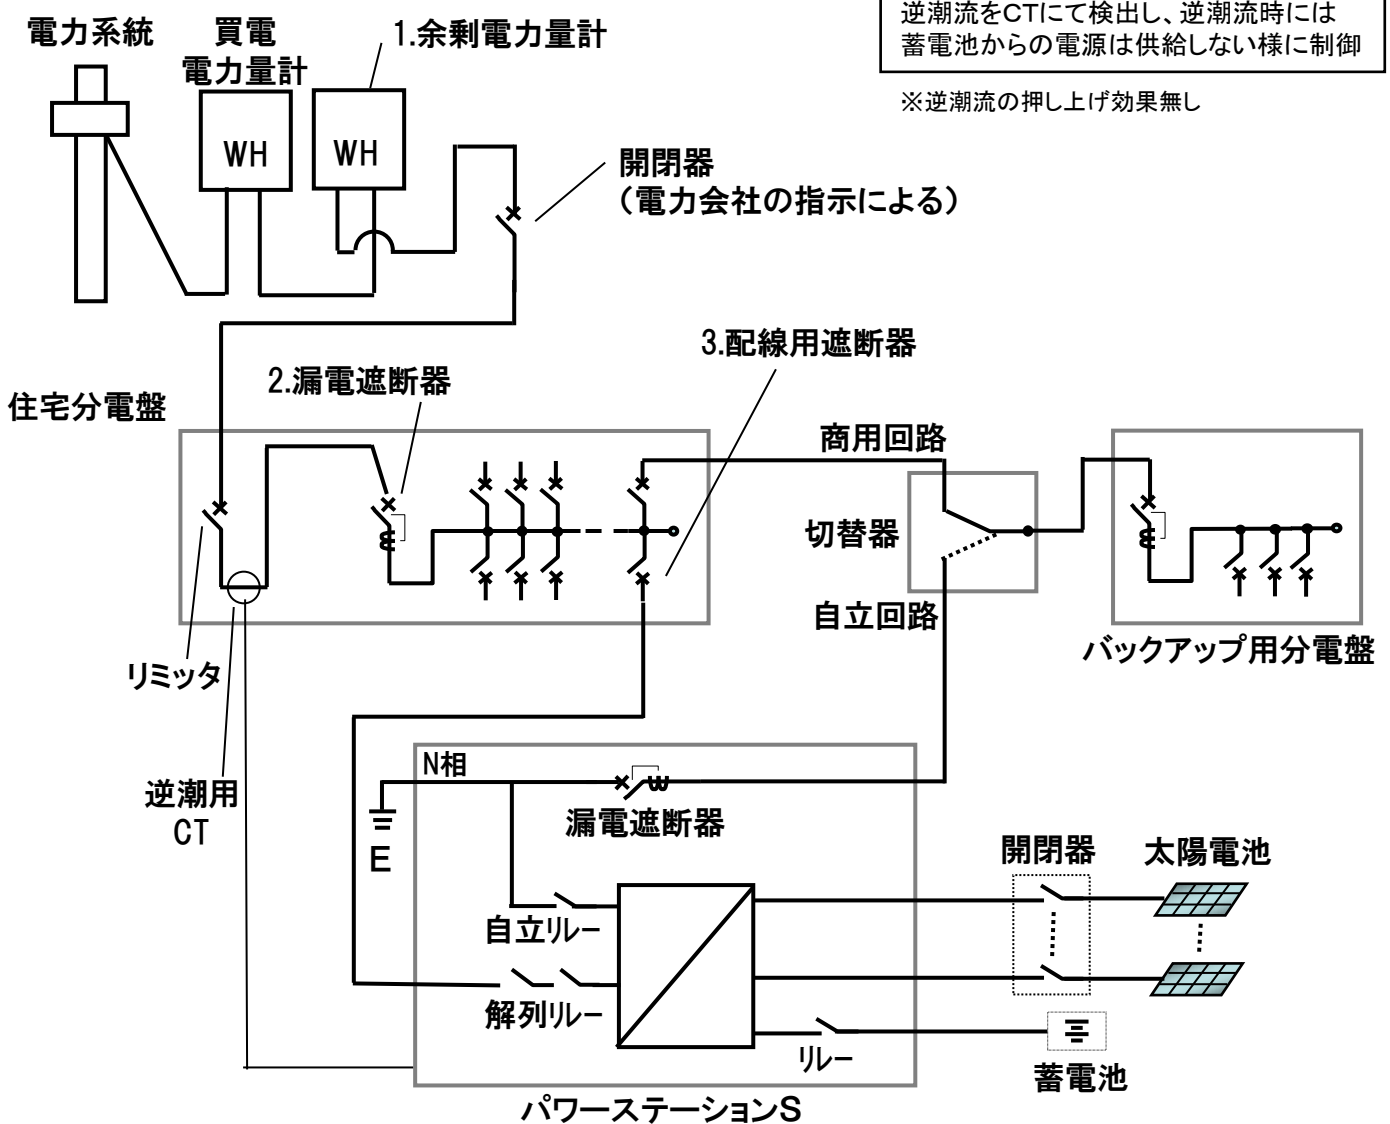 逆潮流をCTにて検出し、逆潮流時には
蓄電池からの電源は供給しない様に制御
※逆潮流の押し上げ効果無し
電力系統
買電
電力量計
1.余剰電力量計
WH
WH
開閉器
（電力会社の指示による）
3.配線用遮断器
2.漏電遮断器
住宅分電盤
商用回路
切替器
自立回路
バックアップ用分電盤
リミッタ
逆潮用
CT
N相
漏電遮断器
E
開閉器
太陽電池
自立リレー
解列リレー
リレー
蓄電池
パワーステーションS